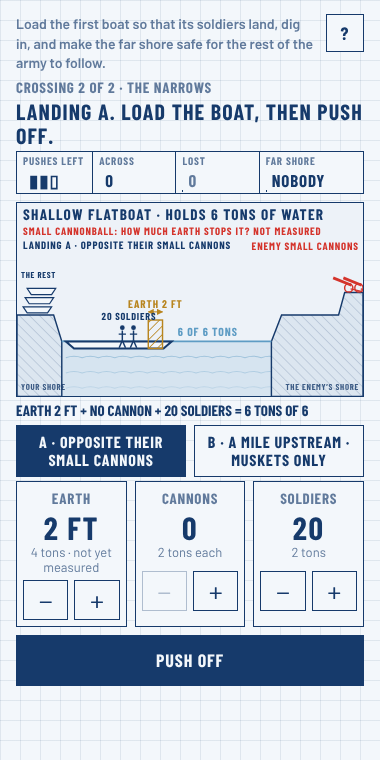 Load the first boat so that its soldiers land, dig
in, and make the far shore safe for the rest of the
army to follow.
?
CROSSING 2 OF 2 · THE NARROWS
LANDING A. LOAD THE BOAT, THEN PUSH
OFF.
PUSHES LEFT
ACROSS
0
LOST
0
FAR SHORE
NOBODY
SHALLOW FLATBOAT · HOLDS 6 TONS OF WATER
SMALL CANNONBALL: HOW MUCH EARTH STOPS IT? NOT MEASURED
LANDING A · OPPOSITE THEIR SMALL CANNONS
ENEMY SMALL CANNONS
THE REST
EARTH 2 FT
20 SOLDIERS
6 OF 6 TONS
YOUR SHORE
THE ENEMY'S SHORE
EARTH 2 FT + NO CANNON + 20 SOLDIERS = 6 TONS OF 6
A · OPPOSITE THEIR
SMALL CANNONS
B · A MILE UPSTREAM ·
MUSKETS ONLY
EARTH
2 FT
4 tons · not yet
measured
− +
CANNONS
0
2 tons each
− +
SOLDIERS
20
2 tons
− +
PUSH OFF